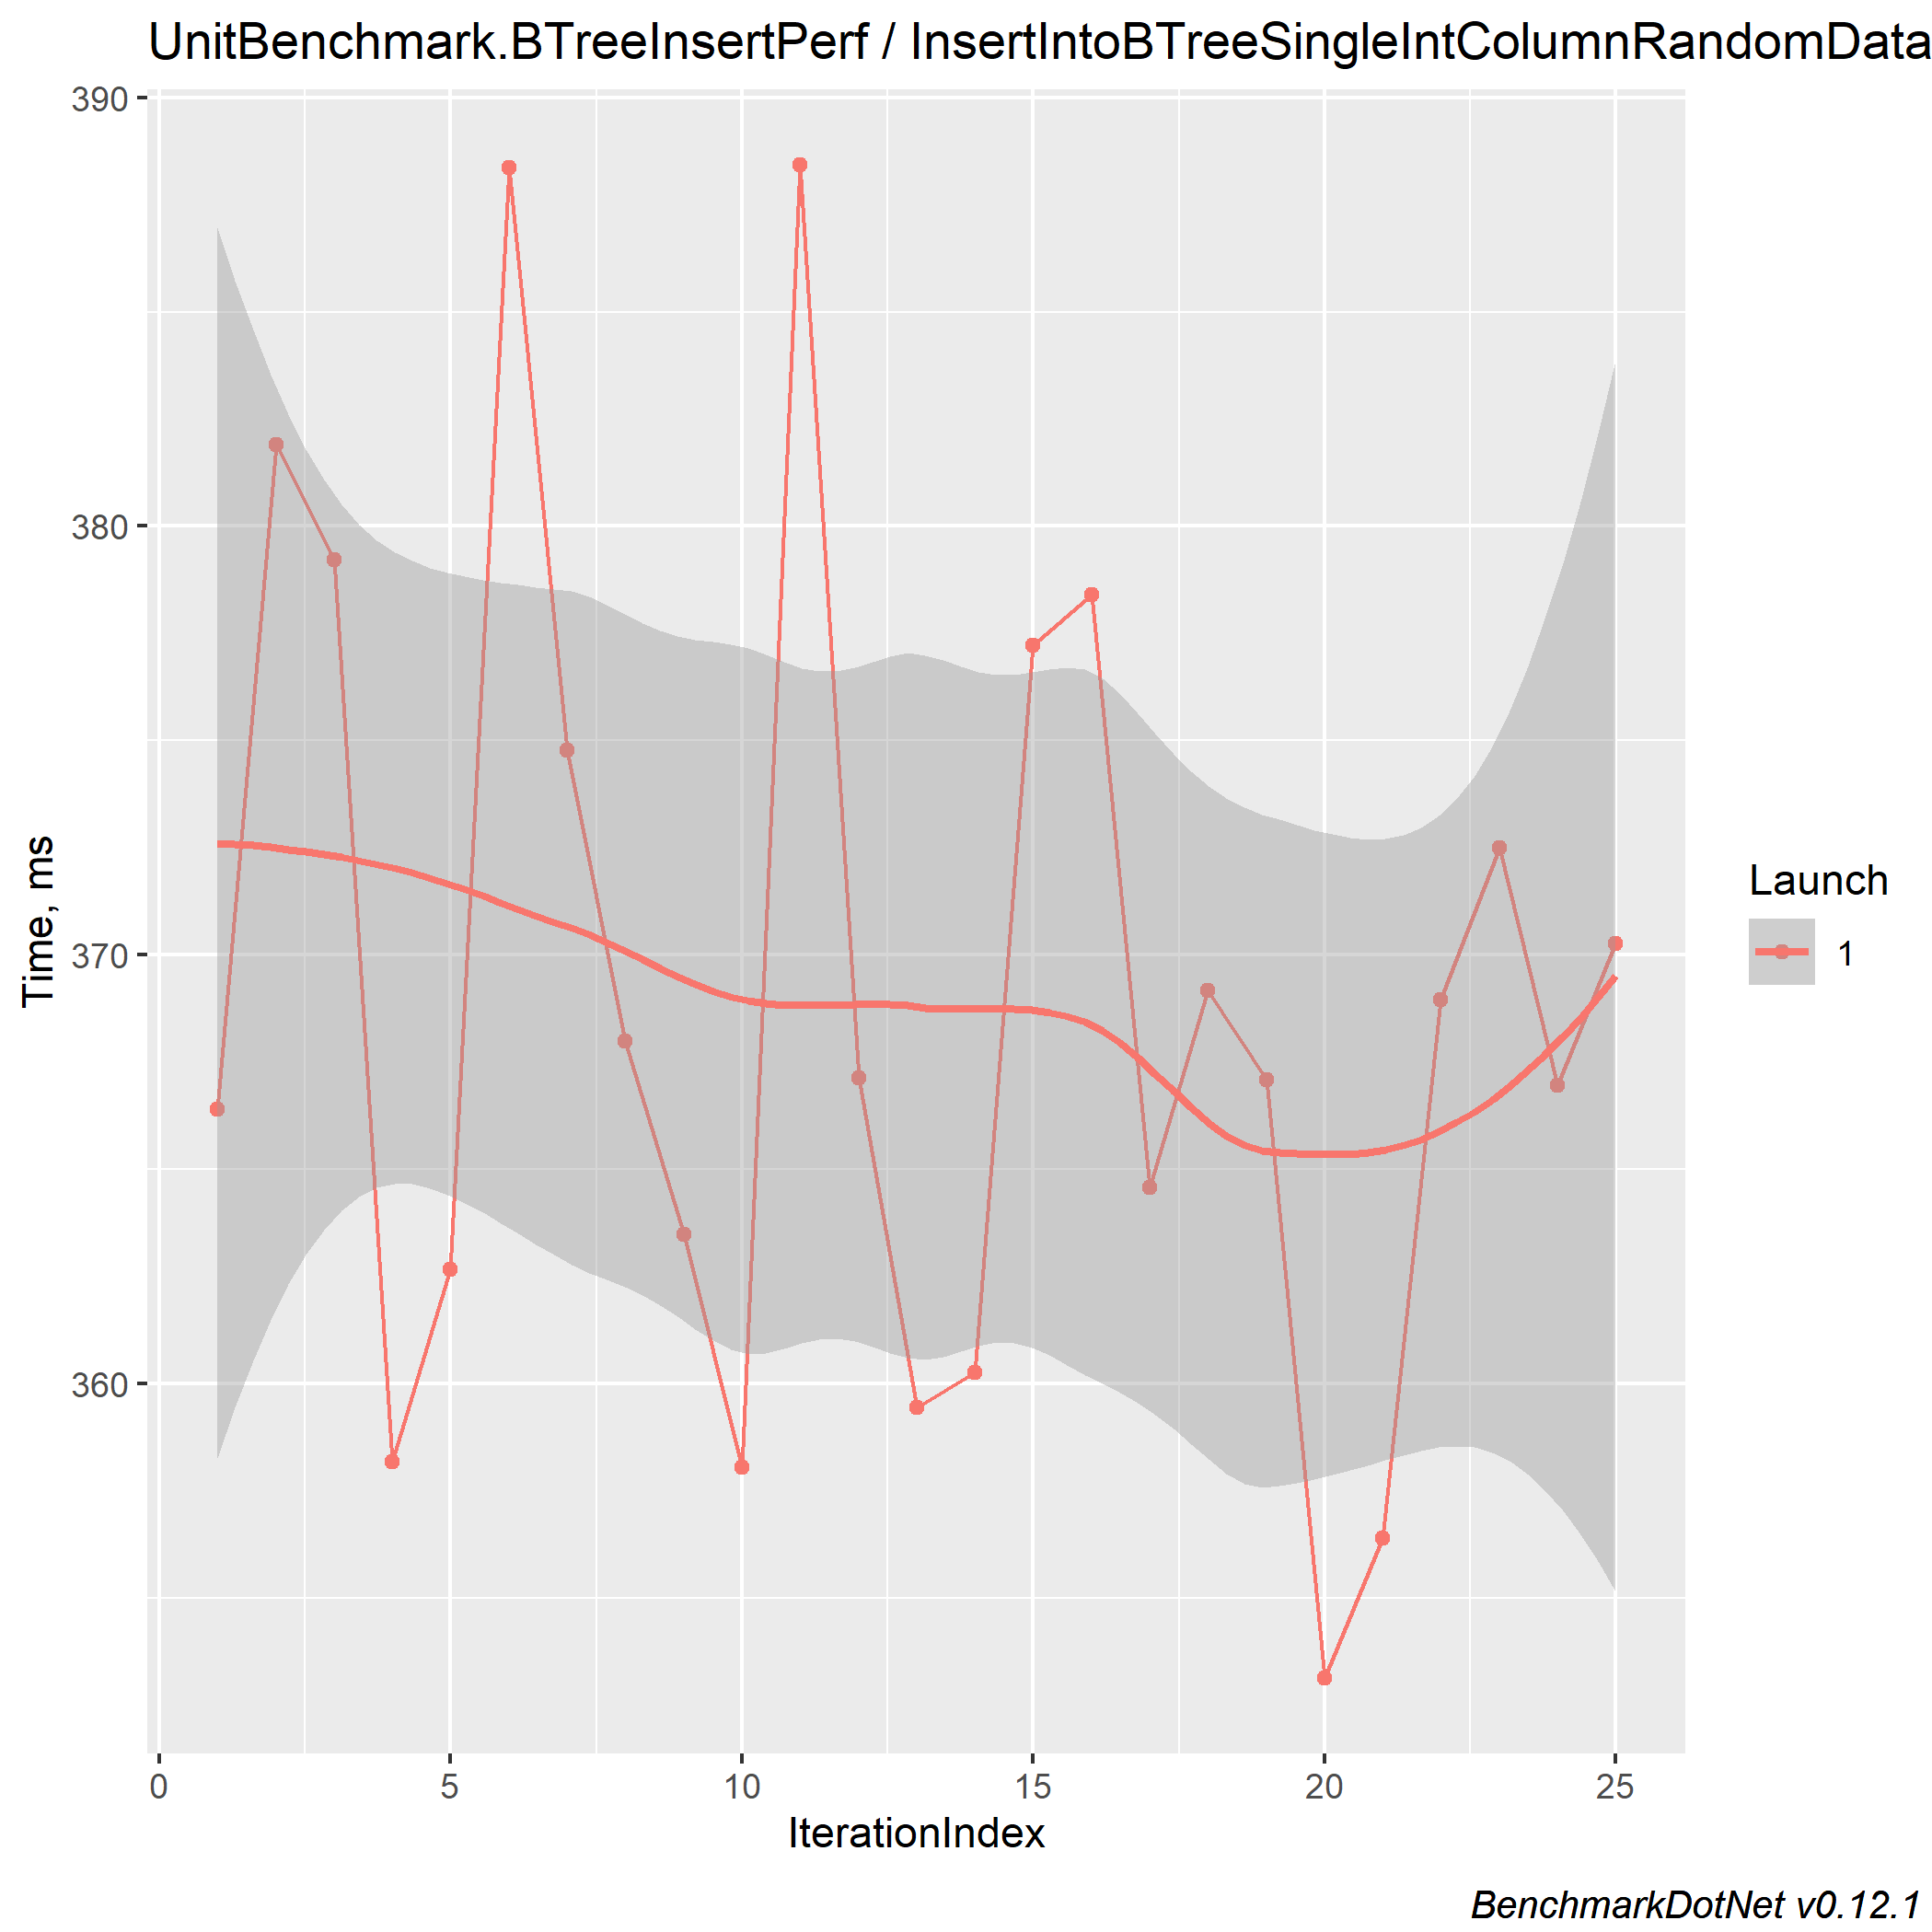 UnitBenchmark.BTreeInsertPerf / InsertIntoBTreeSingleIntColumnRandomData
390
380
370
360
Time, ms
0 5 10 15 20 25
IterationIndex
Launch
1
BenchmarkDotNet v0.12.1